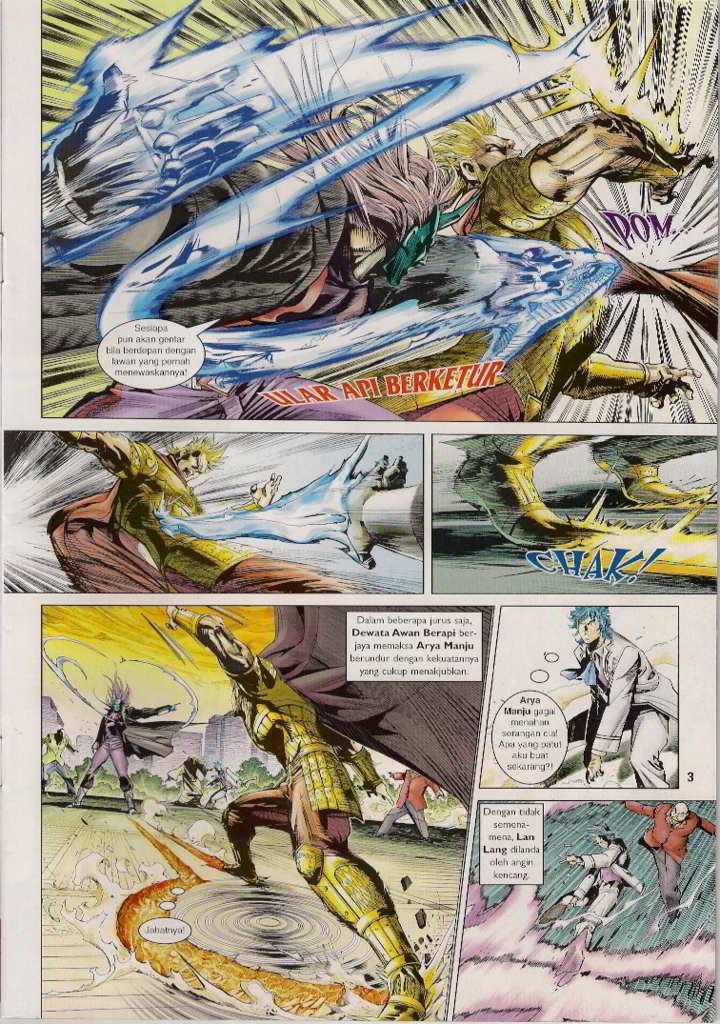 DOM...
Sesiapa
pun akan gentar
bila berdepan dengan
lawan yang pernah
menewaskannya!
ULAR API BERKETUR
CHAK!
Dalam beberapa jurus saja,
Dewata Awan Berapi ber-
jaya memaksa Arya Manju
berundur dengan kekuatannya
yang cukup menakjubkan.
Jahatnya!
Arya
Manju gagal
menahan
serangan cia!
Apa yang patut
aku buat
sekarang?!
3
Dengan tidak
semena-
mena, Lan
Lang dilanda
oleh angin
kencang.